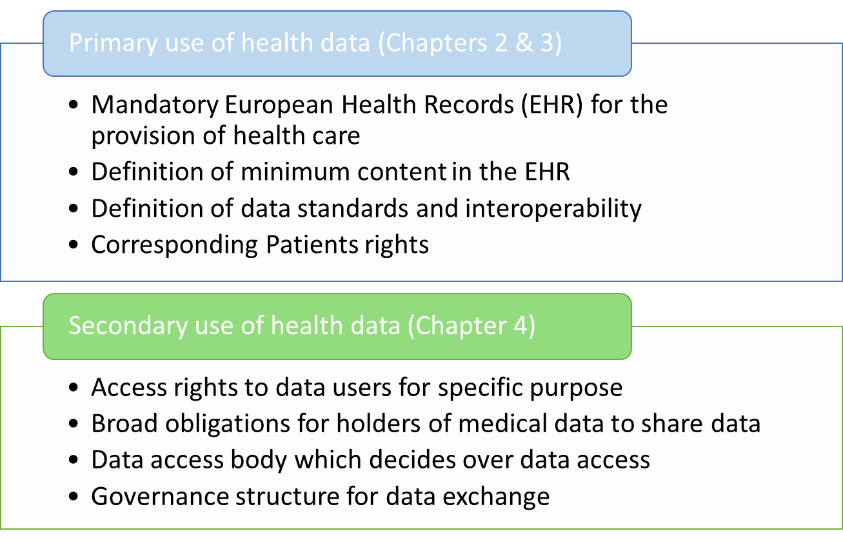 Primary use of health data (Chapters 2 & 3)
• Mandatory European Health Records (EHR) for the
provision of health care
• Definition of minimum content in the EHR
• Definition of data standards and interoperability
• Corresponding Patients rights
Secondary use of health data (Chapter 4)
• Access rights to data users for specific purpose
• Broad obligations for holders of medical data to share data
• Data access body which decides over data access
• Governance structure for data exchange